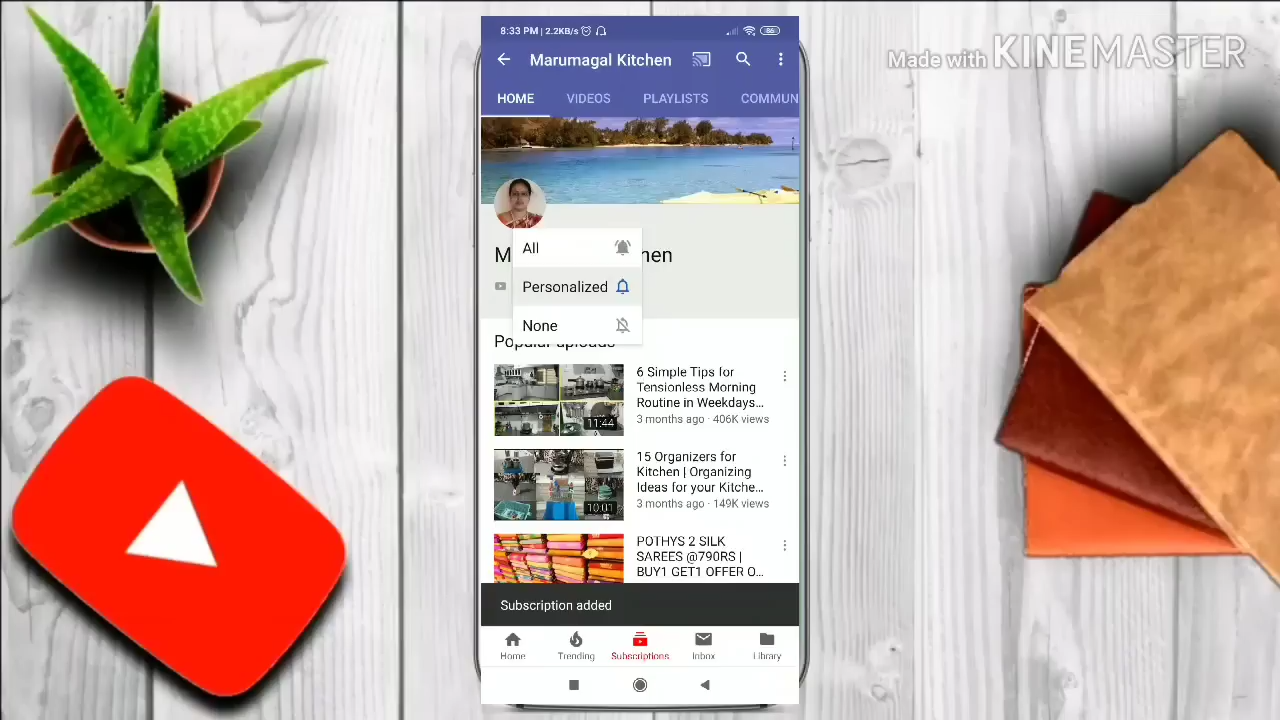 Made with KINEMASTER
8:33 PM | 2.2KB/s
86
Marumagal Kitchen
HOME VIDEOS PLAYLISTS COMMUN
All
Personalized
None
6 Simple Tips for
Tensionless Morning
Routine in Weekdays...
3 months ago · 406K views
11:44
15 Organizers for
Kitchen | Organizing
Ideas for your Kitche...
3 months ago · 149K views
10:01
POTHYS 2 SILK
SAREES @790RS |
BUY1 GET1 OFFER O...
Subscription added
Home Trending Subscriptions Inbox Library